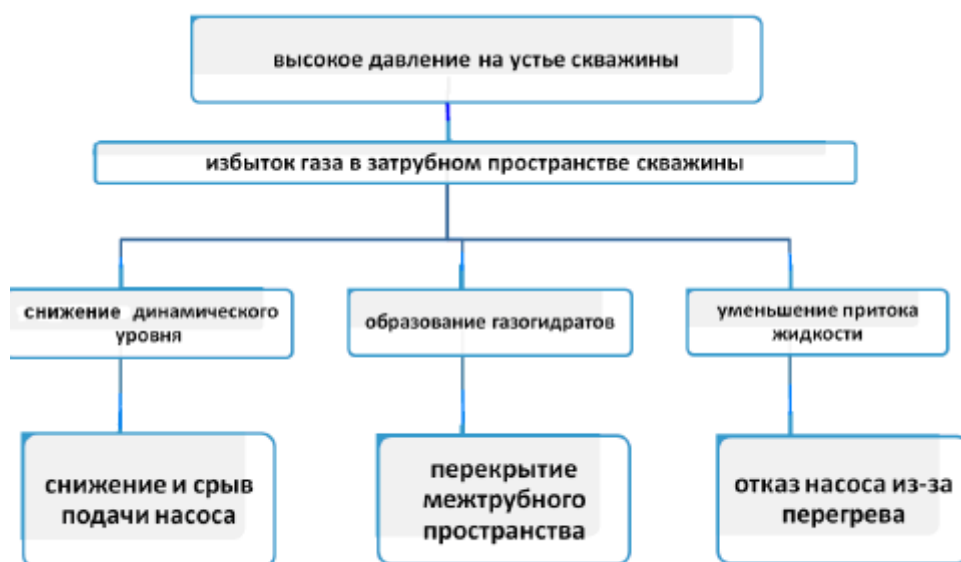 высокое давление на устье скважины
избыток газа в затрубном пространстве скважины
снижение динамического
уровня
образование газогидратов
уменьшение притока
жидкости
снижение и срыв
подачи насоса
перекрытие
межтрубного
пространства
отказ насоса из-за
перегрева